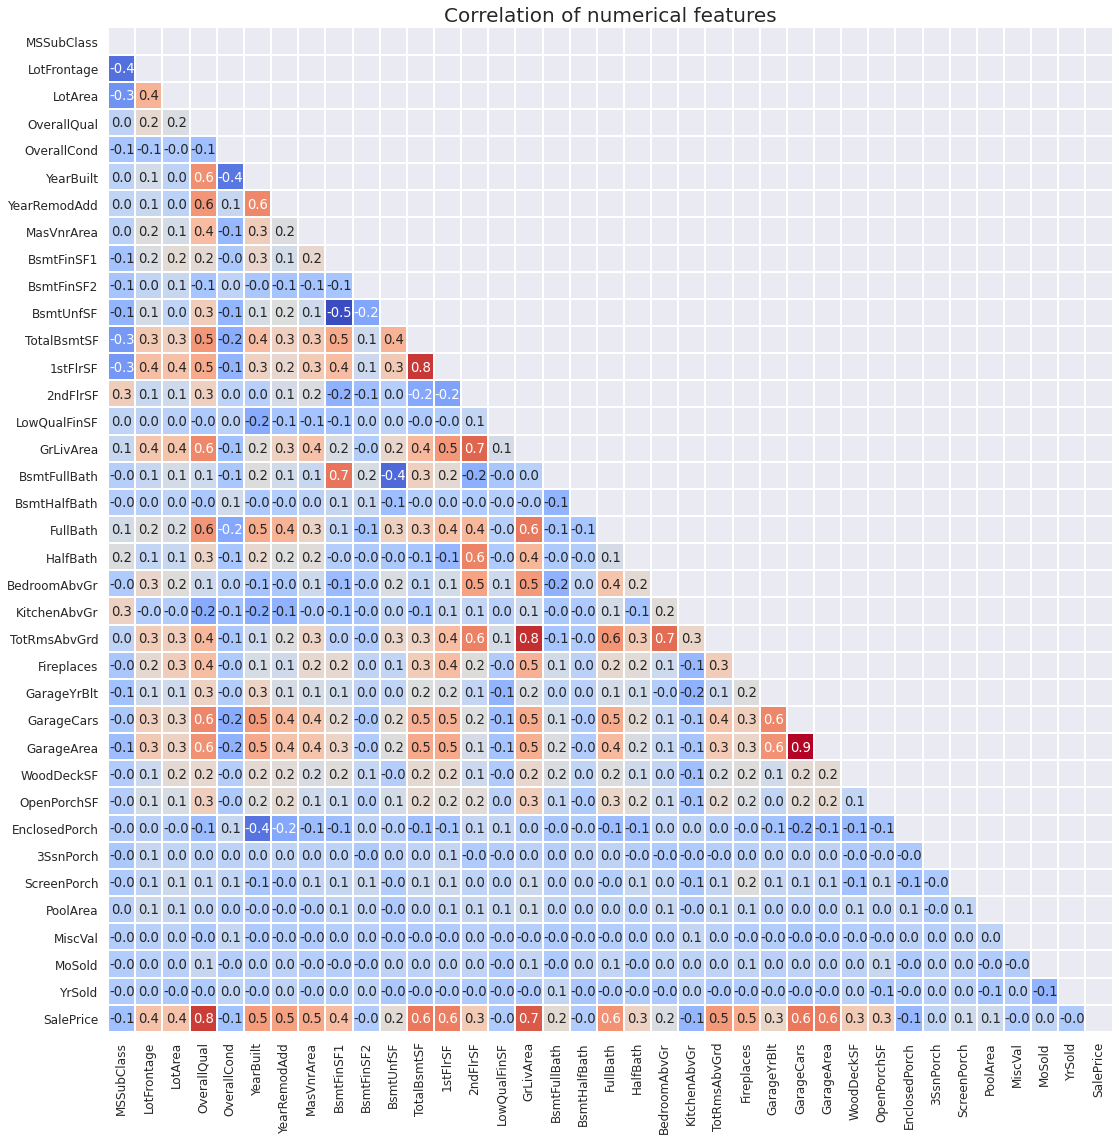 Correlation of numerical features
MSSubClass
LotFrontage -0.4
LotArea -0.3 0.4
OverallQual 0.0 0.2 0.2
OverallCond -0.1 -0.1 -0.0 -0.1
YearBuilt 0.0 0.1 0.0 0.6 -0.4
YearRemodAdd 0.0 0.1 0.0 0.6 0.1 0.6
MasVnrArea 0.0 0.2 0.1 0.4 -0.1 0.3 0.2
BsmtFinSF1 -0.1 0.2 0.2 0.2 -0.0 0.3 0.1 0.2
BsmtFinSF2 -0.1 0.0 0.1 -0.1 0.0 -0.0 -0.1 -0.1 -0.1
BsmtUnfSF -0.1 0.1 0.0 0.3 -0.1 0.1 0.2 0.1 -0.5 -0.2
TotalBsmtSF -0.3 0.3 0.3 0.5 -0.2 0.4 0.3 0.3 0.5 0.1 0.4
1stFlrSF -0.3 0.4 0.4 0.5 -0.1 0.3 0.2 0.3 0.4 0.1 0.3 0.8
2ndFlrSF 0.3 0.1 0.1 0.3 0.0 0.0 0.1 0.2 -0.2 -0.1 0.0 -0.2 -0.2
LowQualFinSF 0.0 0.0 0.0 -0.0 0.0 -0.2 -0.1 -0.1 -0.1 0.0 0.0 -0.0 -0.0 0.1
GrLivArea 0.1 0.4 0.4 0.6 -0.1 0.2 0.3 0.4 0.2 -0.0 0.2 0.4 0.5 0.7 0.1
BsmtFullBath -0.0 0.1 0.1 0.1 -0.1 0.2 0.1 0.1 0.7 0.2 -0.4 0.3 0.2 -0.2 -0.0 0.0
BsmtHalfBath -0.0 0.0 0.0 -0.0 0.1 -0.0 -0.0 0.0 0.1 0.1 -0.1 -0.0 0.0 -0.0 -0.0 -0.0 -0.1
FullBath 0.1 0.2 0.2 0.6 -0.2 0.5 0.4 0.3 0.1 -0.1 0.3 0.3 0.4 0.4 -0.0 0.6 -0.1 -0.1
HalfBath 0.2 0.1 0.1 0.3 -0.1 0.2 0.2 0.2 -0.0 -0.0 -0.0 -0.1 -0.1 0.6 -0.0 0.4 -0.0 -0.0 0.1
BedroomAbvGr -0.0 0.3 0.2 0.1 0.0 -0.1 -0.0 0.1 -0.1 -0.0 0.2 0.1 0.1 0.5 0.1 0.5 -0.2 0.0 0.4 0.2
KitchenAbvGr 0.3 -0.0 -0.0 -0.2 -0.1 -0.2 -0.1 -0.0 -0.1 -0.0 0.0 -0.1 0.1 0.1 0.0 0.1 -0.0 -0.0 0.1 -0.1 0.2
TotRmsAbvGrd 0.0 0.3 0.3 0.4 -0.1 0.1 0.2 0.3 0.0 -0.0 0.3 0.3 0.4 0.6 0.1 0.8 -0.1 -0.0 0.6 0.3 0.7 0.3
Fireplaces -0.0 0.2 0.3 0.4 -0.0 0.1 0.1 0.2 0.2 0.0 0.1 0.3 0.4 0.2 -0.0 0.5 0.1 0.0 0.2 0.2 0.1 -0.1 0.3
GarageYrBlt -0.1 0.1 0.1 0.3 -0.0 0.3 0.1 0.1 0.1 0.0 0.0 0.2 0.2 0.1 -0.1 0.2 0.0 0.0 0.1 0.1 -0.0 -0.2 0.1 0.2
GarageCars -0.0 0.3 0.3 0.6 -0.2 0.5 0.4 0.4 0.2 -0.0 0.2 0.5 0.5 0.2 -0.1 0.5 0.1 -0.0 0.5 0.2 0.1 -0.1 0.4 0.3 0.6
GarageArea -0.1 0.3 0.3 0.6 -0.2 0.5 0.4 0.4 0.3 -0.0 0.2 0.5 0.5 0.1 -0.1 0.5 0.2 -0.0 0.4 0.2 0.1 -0.1 0.3 0.3 0.6 0.9
WoodDeckSF -0.0 0.1 0.2 0.2 -0.0 0.2 0.2 0.2 0.2 0.1 -0.0 0.2 0.2 0.1 -0.0 0.2 0.2 0.0 0.2 0.1 0.0 -0.1 0.2 0.2 0.1 0.2 0.2
OpenPorchSF -0.0 0.1 0.1 0.3 -0.0 0.2 0.2 0.1 0.1 -0.0 0.1 0.2 0.2 0.2 0.0 0.3 0.1 -0.0 0.3 0.2 0.1 -0.1 0.2 0.2 0.0 0.2 0.2 0.1
EnclosedPorch -0.0 0.0 -0.0 -0.1 0.1 -0.4 -0.2 -0.1 -0.1 0.0 -0.0 -0.1 -0.1 0.1 0.1 0.0 -0.0 -0.0 -0.1 -0.1 0.0 0.0 0.0 -0.0 -0.1 -0.2 -0.1 -0.1 -0.1
3SsnPorch -0.0 0.1 0.0 0.0 0.0 0.0 0.0 0.0 0.0 -0.0 0.0 0.0 0.1 -0.0 -0.0 0.0 0.0 0.0 0.0 -0.0 -0.0 -0.0 -0.0 0.0 0.0 0.0 0.0 -0.0 -0.0 -0.0
ScreenPorch -0.0 0.1 0.1 0.1 0.1 -0.1 -0.0 0.1 0.1 0.1 -0.0 0.1 0.1 0.0 0.0 0.1 0.0 0.0 -0.0 0.1 0.0 -0.1 0.1 0.2 0.1 0.1 0.1 -0.1 0.1 -0.1 -0.0
PoolArea 0.0 0.1 0.1 0.1 -0.0 0.0 -0.0 -0.0 0.1 0.0 -0.0 0.0 0.1 0.1 0.1 0.1 0.0 0.0 0.0 0.0 0.1 -0.0 0.1 0.1 0.0 0.0 0.0 0.1 0.0 0.1 -0.0 0.1
MiscVal -0.0 0.0 0.0 -0.0 0.1 -0.0 -0.0 -0.0 0.0 0.0 -0.0 -0.0 -0.0 0.0 -0.0 -0.0 -0.0 -0.0 -0.0 0.0 0.0 0.1 0.0 -0.0 -0.0 -0.0 -0.0 -0.0 -0.0 0.0 0.0 0.0 0.0
MoSold -0.0 0.0 0.0 0.1 -0.0 0.0 0.0 -0.0 -0.0 -0.0 0.0 0.0 0.0 0.0 -0.0 0.1 -0.0 0.0 0.1 -0.0 0.0 0.0 0.0 0.1 0.0 0.0 0.0 0.0 0.1 -0.0 0.0 0.0 -0.0 -0.0
YrSold -0.0 -0.0 -0.0 -0.0 0.0 -0.0 0.0 -0.0 0.0 0.0 -0.0 -0.0 -0.0 -0.0 -0.0 -0.0 0.1 -0.0 -0.0 -0.0 -0.0 0.0 -0.0 -0.0 -0.0 -0.0 -0.0 0.0 -0.1 -0.0 0.0 0.0 -0.1 0.0 -0.1
SalePrice -0.1 0.4 0.4 0.8 -0.1 0.5 0.5 0.5 0.4 -0.0 0.2 0.6 0.6 0.3 -0.0 0.7 0.2 -0.0 0.6 0.3 0.2 -0.1 0.5 0.5 0.3 0.6 0.6 0.3 0.3 -0.1 0.0 0.1 0.1 -0.0 0.0 -0.0
MSSubClass
LotFrontage
LotArea
OverallQual
OverallCond
YearBuilt
YearRemodAdd
MasVnrArea
BsmtFinSF1
BsmtFinSF2
BsmtUnfSF
TotalBsmtSF
1stFlrSF
2ndFlrSF
LowQualFinSF
GrLivArea
BsmtFullBath
BsmtHalfBath
FullBath
HalfBath
BedroomAbvGr
KitchenAbvGr
TotRmsAbvGrd
Fireplaces
GarageYrBlt
GarageCars
GarageArea
WoodDeckSF
OpenPorchSF
EnclosedPorch
3SsnPorch
ScreenPorch
PoolArea
MiscVal
MoSold
YrSold
SalePrice